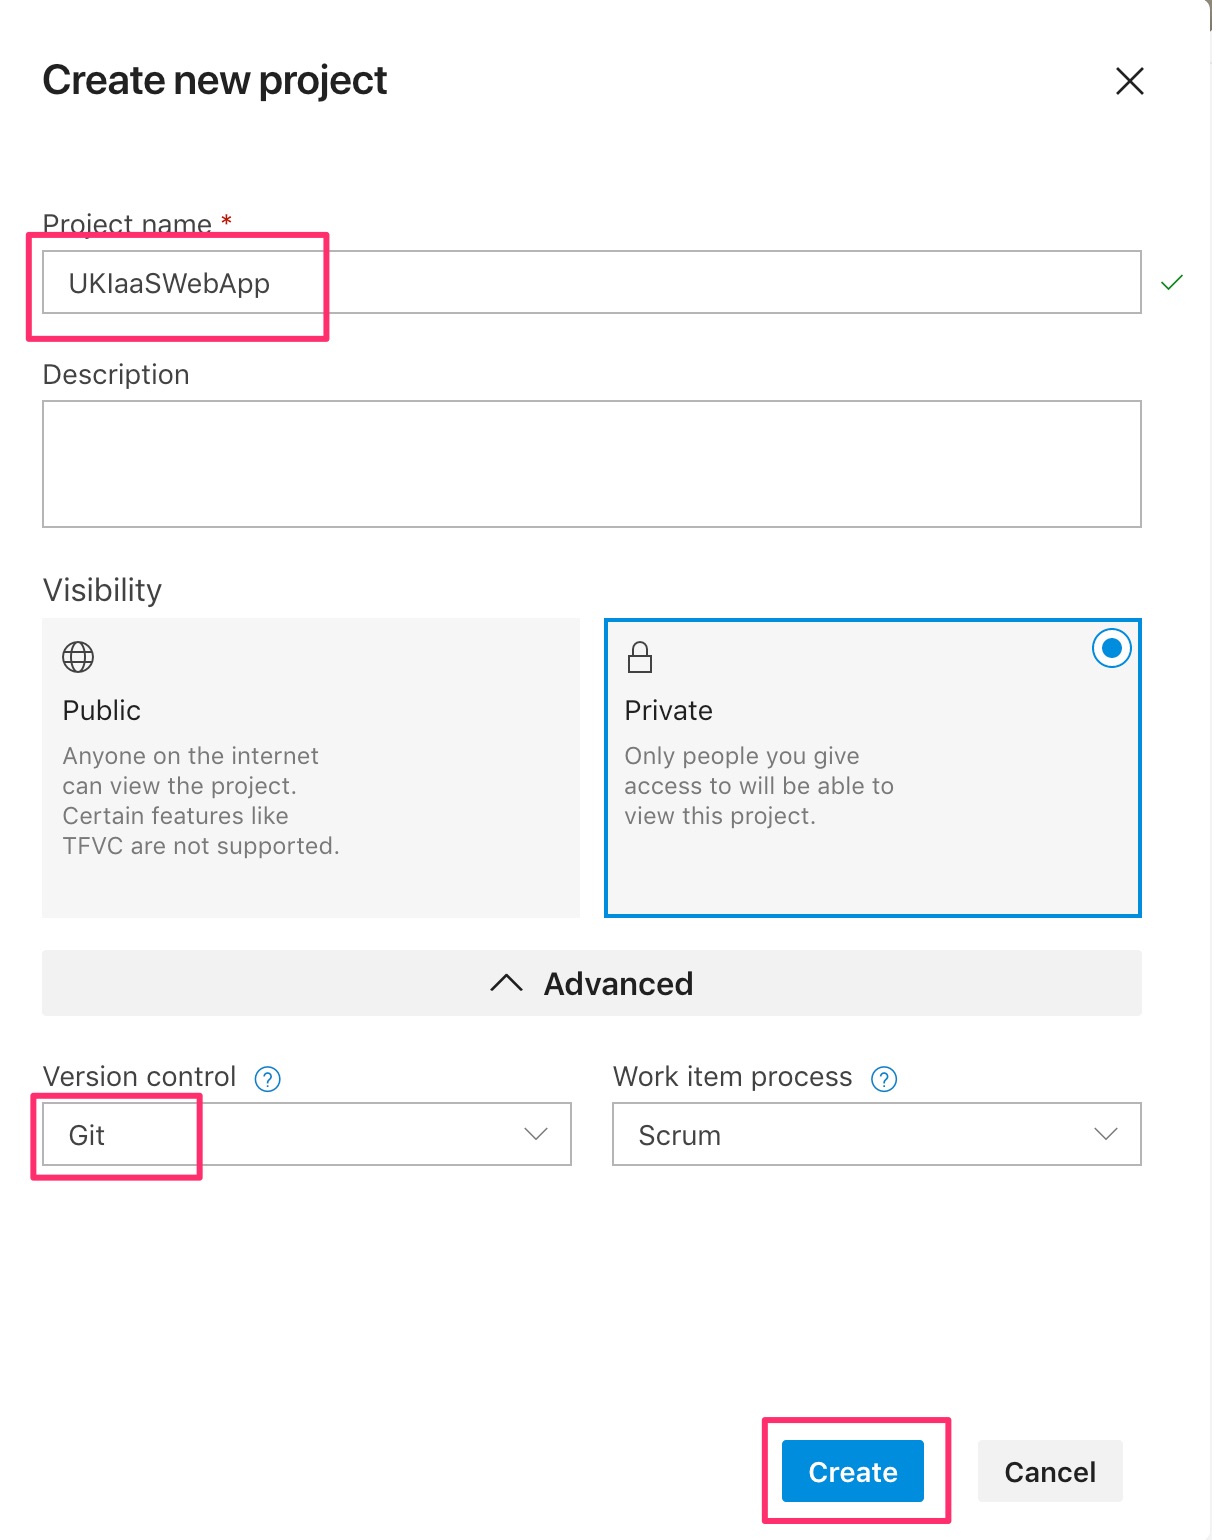 Create new project
Project name *
UKIaaSWebApp
Description
Visibility
Public
Anyone on the internet
can view the project.
Certain features like
TFVC are not supported.
Private
Only people you give
access to will be able to
view this project.
Advanced
Version control ?
Git
Work item process ?
Scrum
Create
Cancel